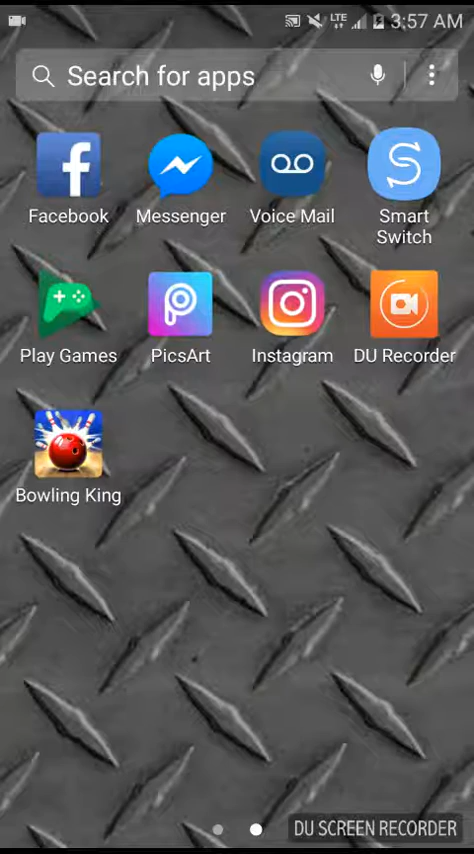 LTE 3:57 AM
Search for apps
Facebook Messenger Voice Mail Smart
Switch
Play Games PicsArt Instagram DU Recorder
Bowling King
DU SCREEN RECORDER